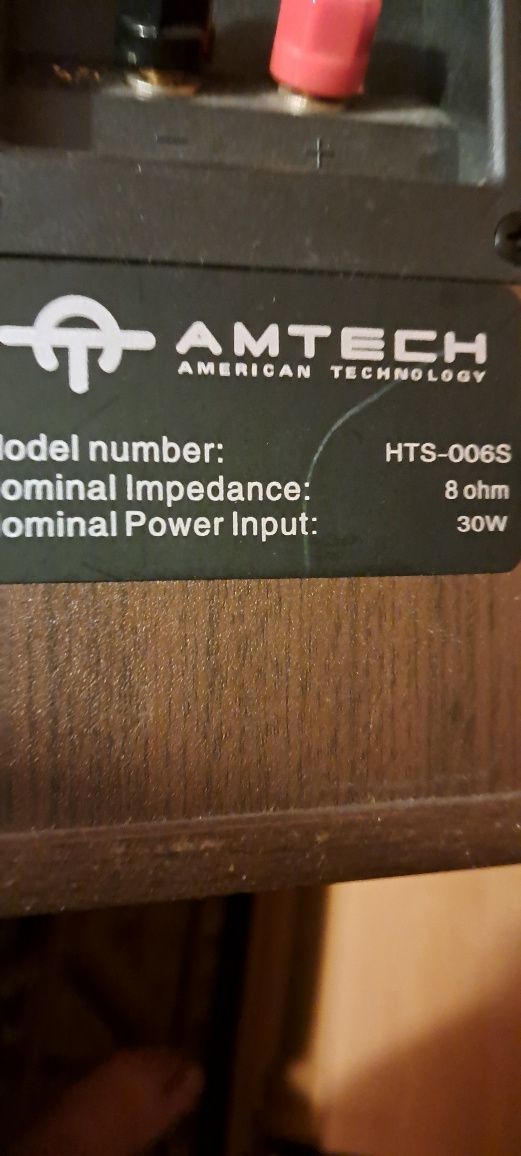 - +
AMTECH
AMERICAN TECHNOLOGY
odel number: HTS-006S
ominal Impedance: 8 ohm
ominal Power Input: 30W